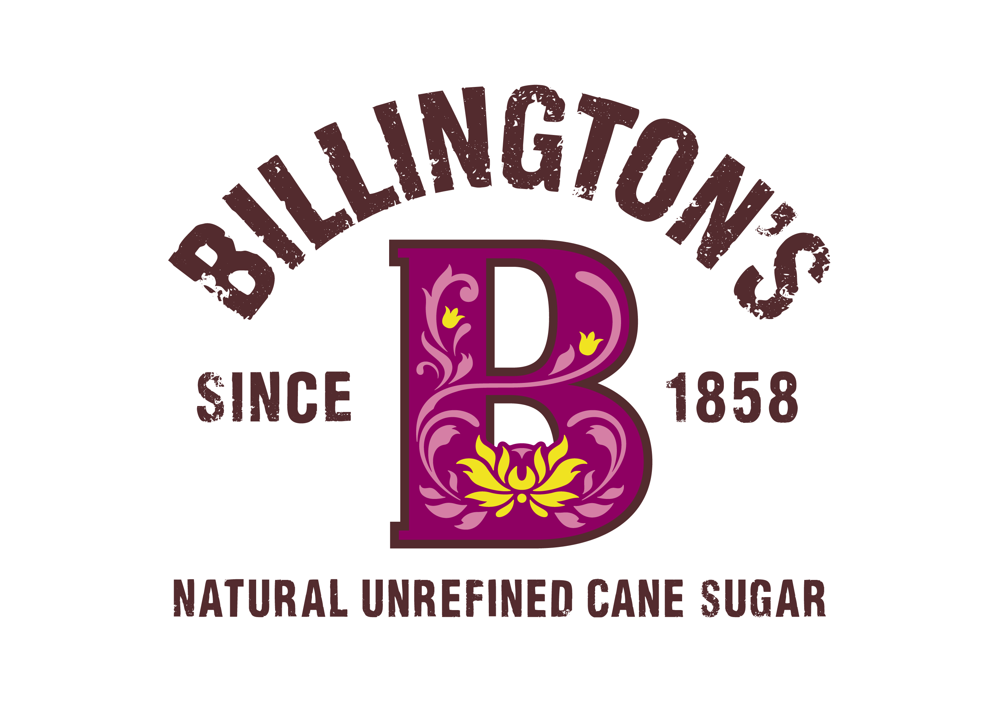 BILLINGTON'S
SINCE B 1858
NATURAL UNREFINED CANE SUGAR